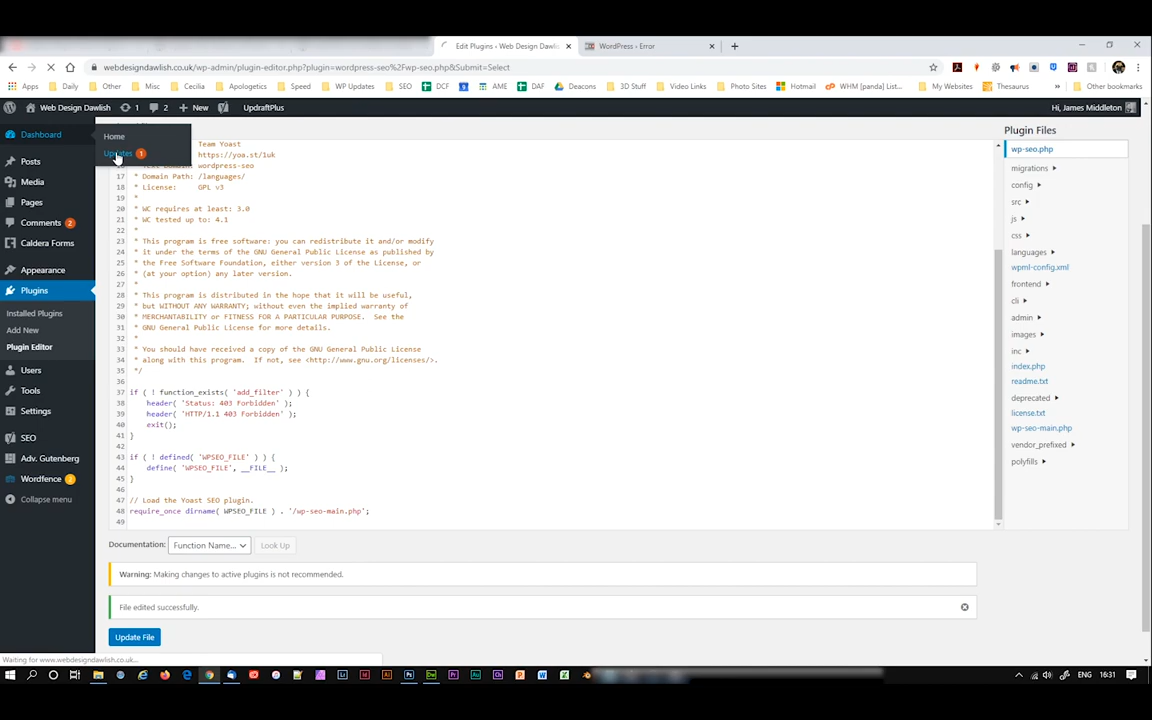 Edit Plugins ‹ Web Design Dawlis
WordPress › Error
webdesigndawlish.co.uk/wp-admin/plugin-editor.php?plugin=wordpress-seo%2Fwp-seo.php&Submit=Select
Apps Daily Other Misc Cecilia Apologetics Speed WP Updates SEO DCF AME DAF Deacons 3D Stuff Video Links Photo Sites Hotmail WHM [panda] List... My Websites Thesaurus Other bookmarks
Web Design Dawlish 1 2 New UpdraftPlus Hi, James Middleton
Dashboard
Home
Updates 1
Posts
Media
Pages
Comments 2
Caldera Forms
Appearance
Plugins
Installed Plugins
Add New
Plugin Editor
Users
Tools
Settings
SEO
Adv. Gutenberg
Wordfence 7
Collapse menu
Team Yoast
https://yoa.st/1uk
wordpress-seo
17 * Domain Path: /languages/
18 * License: GPL v3
19 *
20 * WC requires at least: 3.0
21 * WC tested up to: 4.1
22 *
23 * This program is free software: you can redistribute it and/or modify
24 * it under the terms of the GNU General Public License as published by
25 * the Free Software Foundation, either version 3 of the License, or
26 * (at your option) any later version.
27 *
28 * This program is distributed in the hope that it will be useful,
29 * but WITHOUT ANY WARRANTY; without even the implied warranty of
30 * MERCHANTABILITY or FITNESS FOR A PARTICULAR PURPOSE. See the
31 * GNU General Public License for more details.
32 *
33 * You should have received a copy of the GNU General Public License
34 * along with this program. If not, see <http://www.gnu.org/licenses/>.
35 */
36
37 if ( ! function_exists( 'add_filter' ) ) {
38 header( 'Status: 403 Forbidden' );
39 header( 'HTTP/1.1 403 Forbidden' );
40 exit();
41 }
42
43 if ( ! defined( 'WPSEO_FILE' ) ) {
44 define( 'WPSEO_FILE', __FILE__ );
45 }
46
47 // Load the Yoast SEO plugin.
48 require_once dirname( WPSEO_FILE ) . '/wp-seo-main.php';
49
Documentation: Function Name... Look Up
Warning: Making changes to active plugins is not recommended.
File edited successfully.
Update File
Plugin Files
wp-seo.php
migrations
config
src
js
css
languages
wpml-config.xml
frontend
cli
admin
images
inc
index.php
readme.txt
deprecated
license.txt
wp-seo-main.php
vendor_prefixed
polyfills
Waiting for www.webdesigndawlish.co.uk...
ENG 16:31